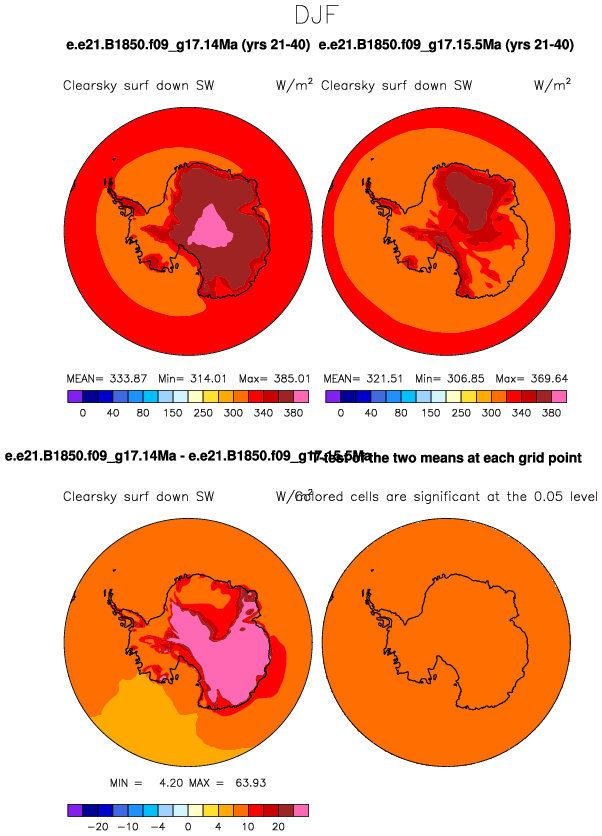 DJF
e.e21.B1850.f09_g17.14Ma (yrs 21-40) e.e21.B1850.f09_g17.15.5Ma (yrs 21-40)
Clearsky surf down SW W/m² Clearsky surf down SW W/m²
MEAN= 333.87 Min= 314.01 Max= 385.01 MEAN= 321.51 Min= 306.85 Max= 369.64
0 40 80 150 250 300 340 380 0 40 80 150 250 300 340 380
e.e21.B1850.f09_g17.14Ma - e.e21.B1850.f09_g17.15.5Ma T-test of the two means at each grid point
Clearsky surf down SW W/m² Colored cells are significant at the 0.05 level
MIN = 4.20 MAX = 63.93
-20 -10 -4 0 4 10 20